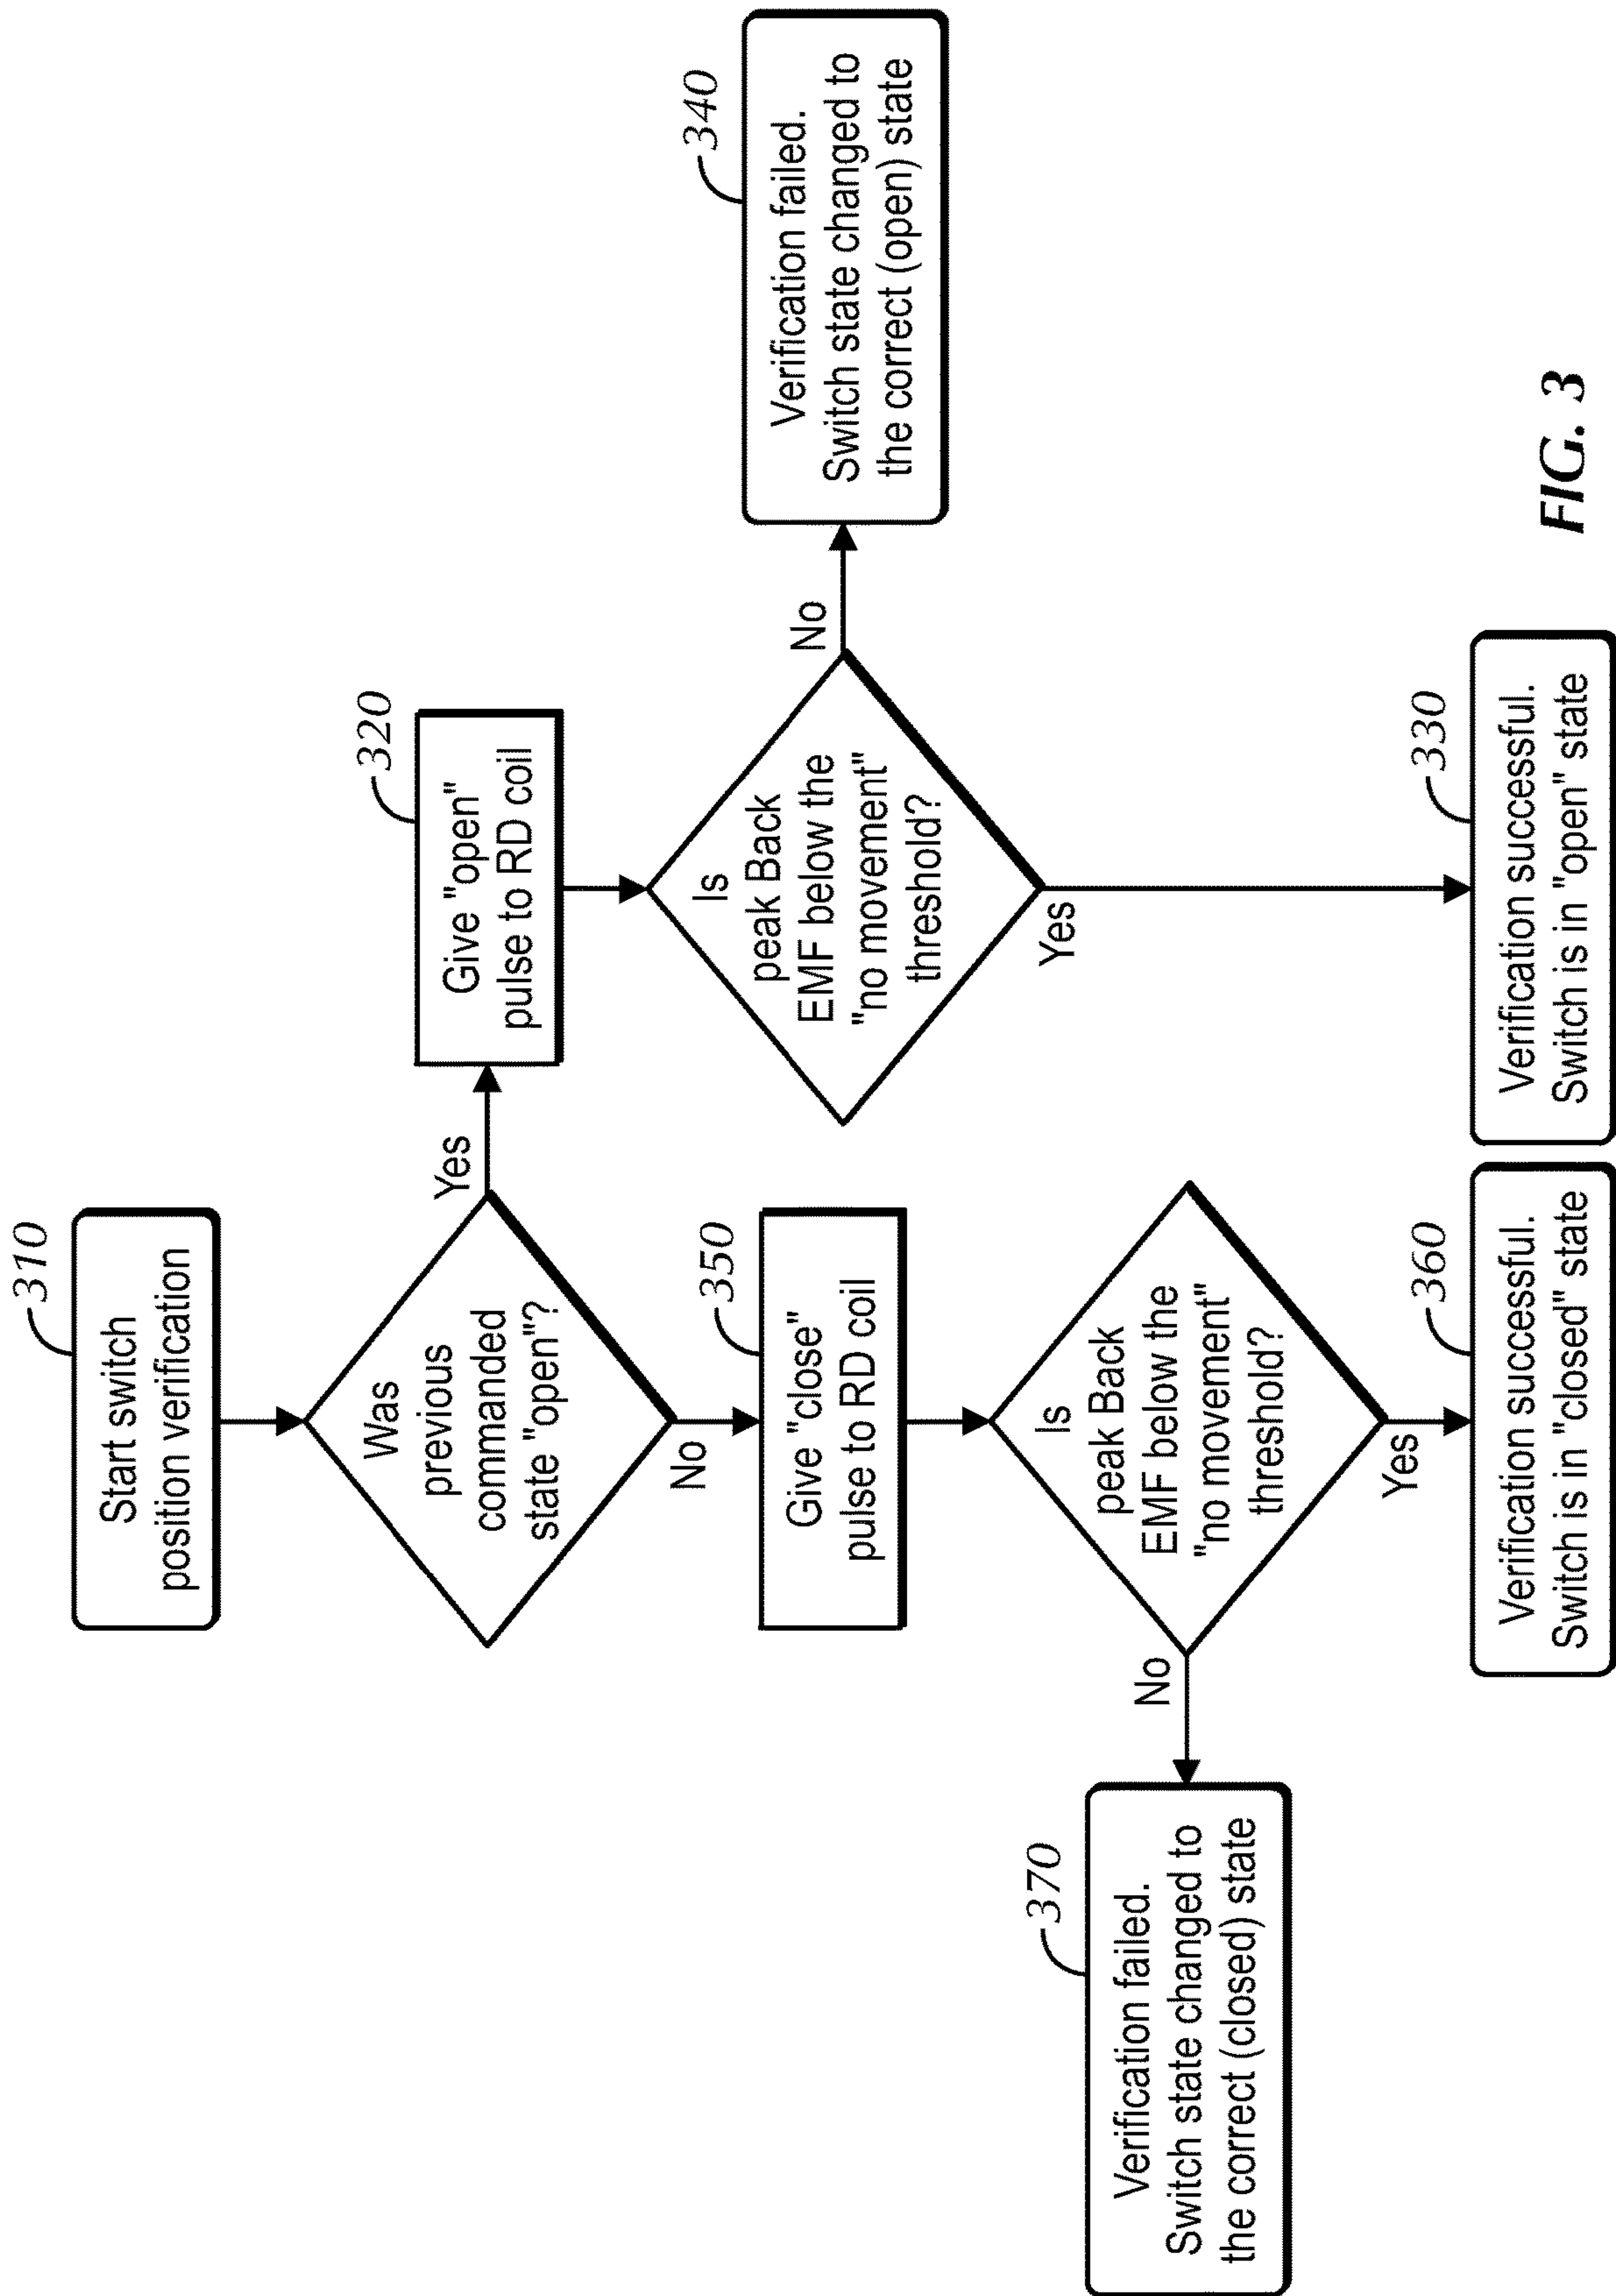 310
Start switch
position verification
Was
previous
commanded
state "open"?
Yes
No
320
Give "open"
pulse to RD coil
Is
peak Back
EMF below the
"no movement"
threshold?
No
Yes
340
Verification failed.
Switch state changed to
the correct (open) state
330
Verification successful.
Switch is in "open" state
350
Give "close"
pulse to RD coil
Is
peak Back
EMF below the
"no movement"
threshold?
No
Yes
370
Verification failed.
Switch state changed to
the correct (closed) state
360
Verification successful.
Switch is in "closed" state
FIG. 3